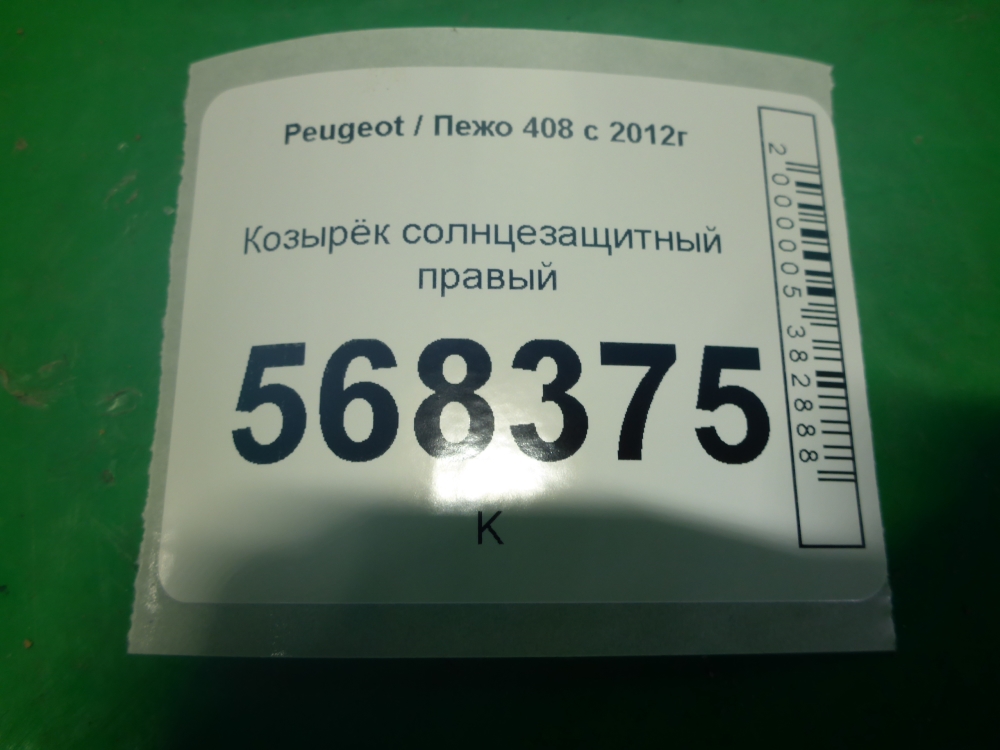 Peugeot / Пежо 408 с 2012г
Козырёк солнцезащитный
правый
568375
К
2000005382888